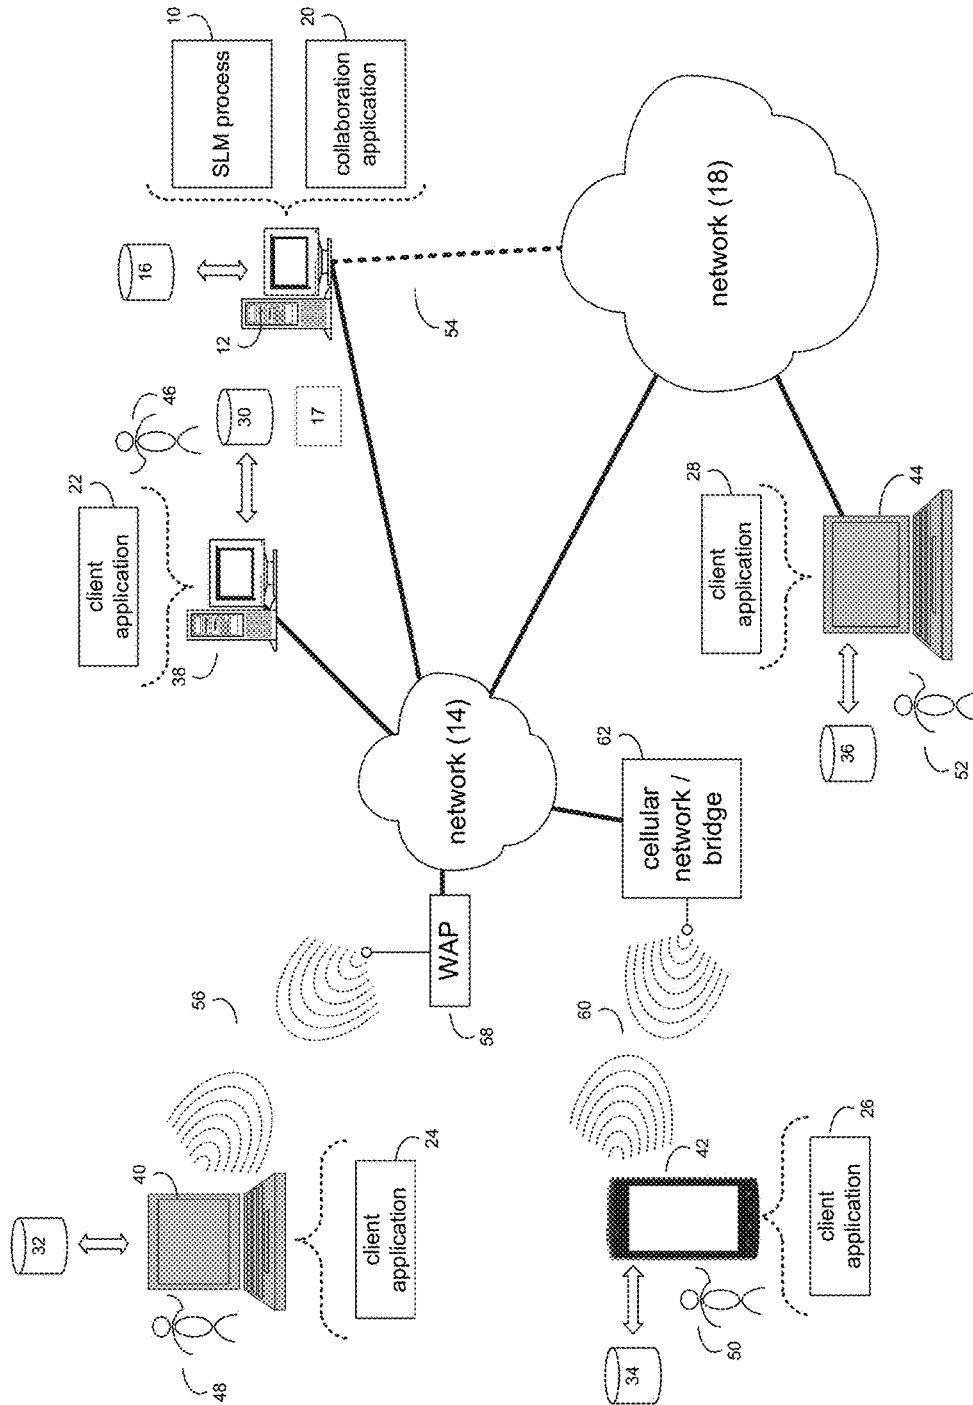 10
SLM process
20
collaboration
application
16
12
54
network (18)
46
30
17
22
client
application
38
28
client
application
44
36
52
network (14)
62
cellular
network /
bridge
WAP
58
56
60
32
40
24
client
application
48
42
26
client
application
34
50